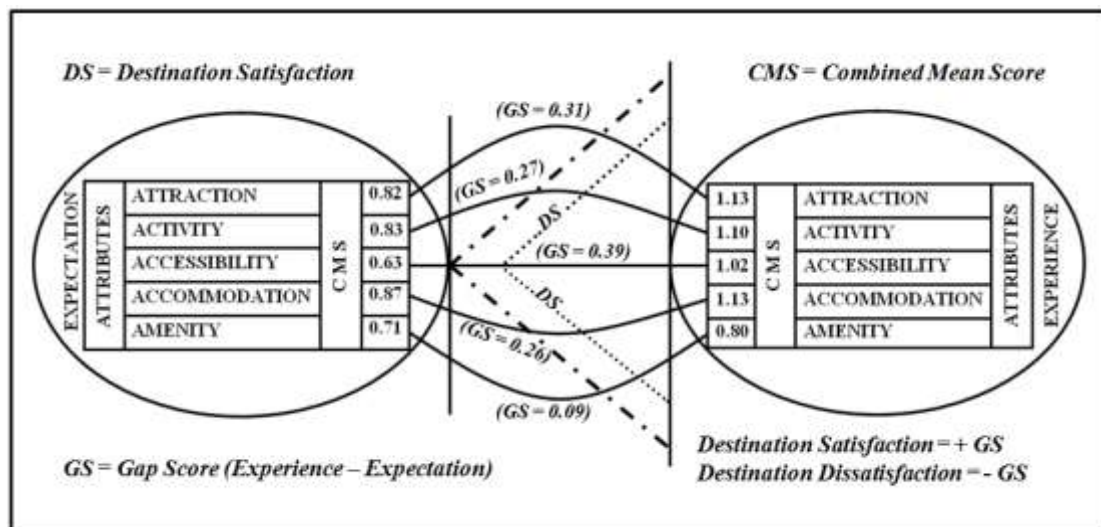 DS = Destination Satisfaction
CMS = Combined Mean Score
(GS = 0.31)
(GS = 0.27)
DS
(GS = 0.39)
DS
(GS = 0.26)
(GS = 0.09)
EXPECTATION
ATTRIBUTES
ATTRACTION
ACTIVITY
ACCESSIBILITY
ACCOMMODATION
AMENITY
CMS
0.82
0.83
0.63
0.87
0.71
1.13
1.10
1.02
1.13
0.80
CMS
ATTRACTION
ACTIVITY
ACCESSIBILITY
ACCOMMODATION
AMENITY
ATTRIBUTES
EXPERIENCE
GS = Gap Score (Experience – Expectation)
Destination Satisfaction = + GS
Destination Dissatisfaction = - GS